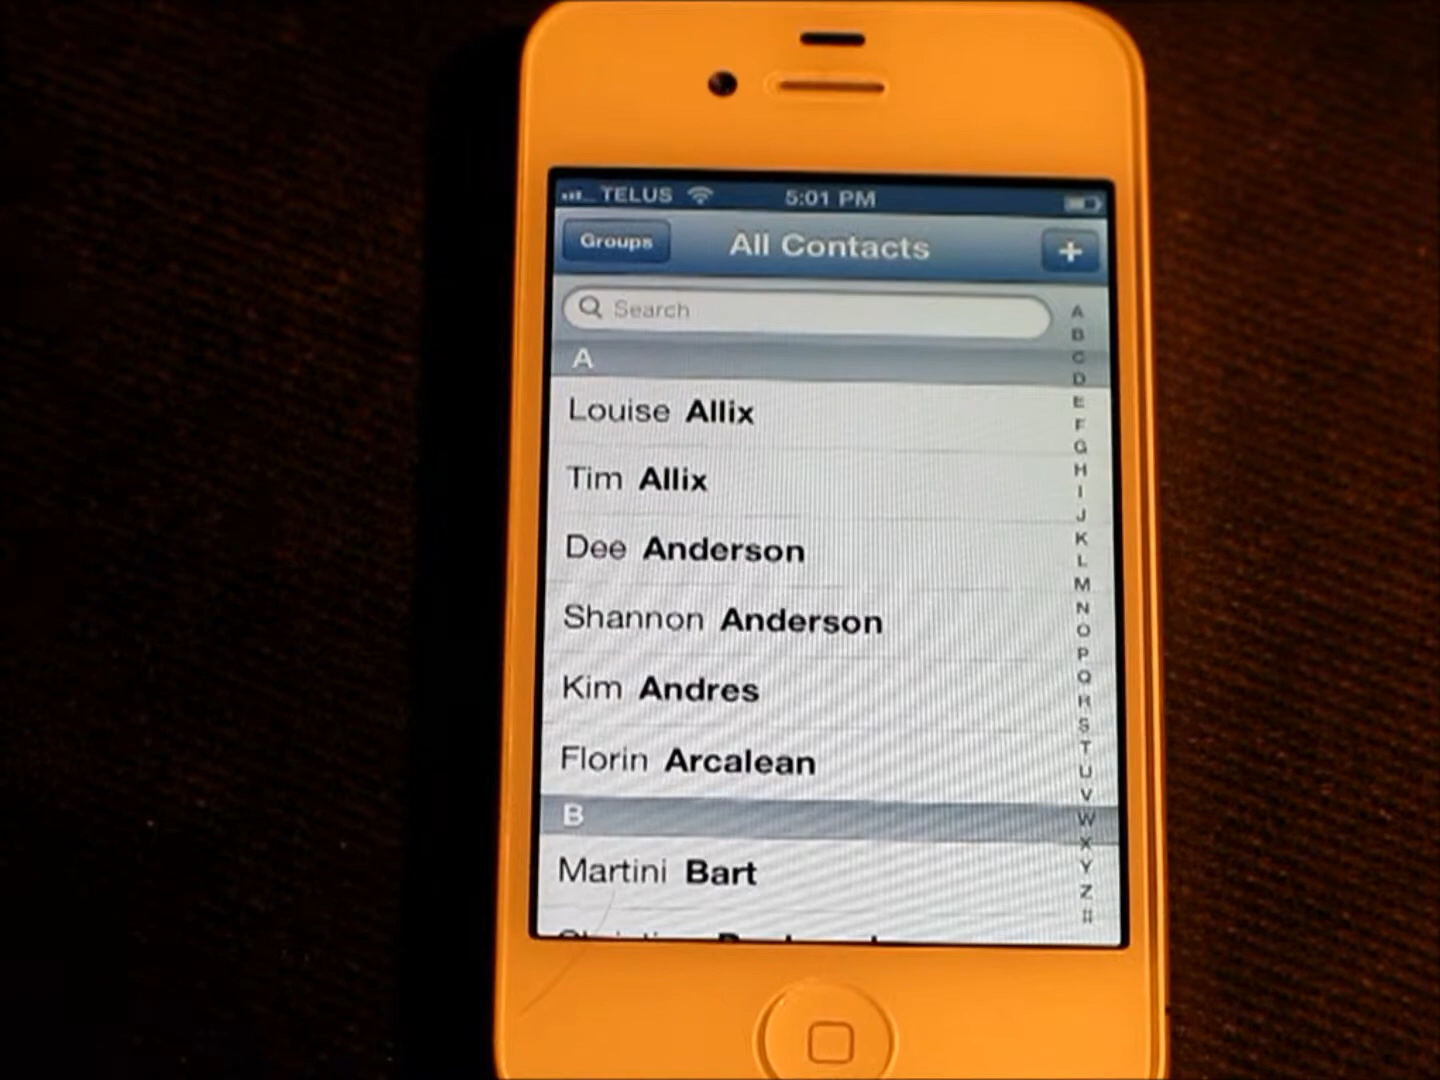 TELUS 5:01 PM
Groups All Contacts +
Search
A
Louise Allix
Tim Allix
Dee Anderson
Shannon Anderson
Kim Andres
Florin Arcalean
B
Martini Bart
A
B
C
D
E
F
G
H
I
J
K
L
M
N
O
P
Q
R
S
T
U
V
W
X
Y
Z
#